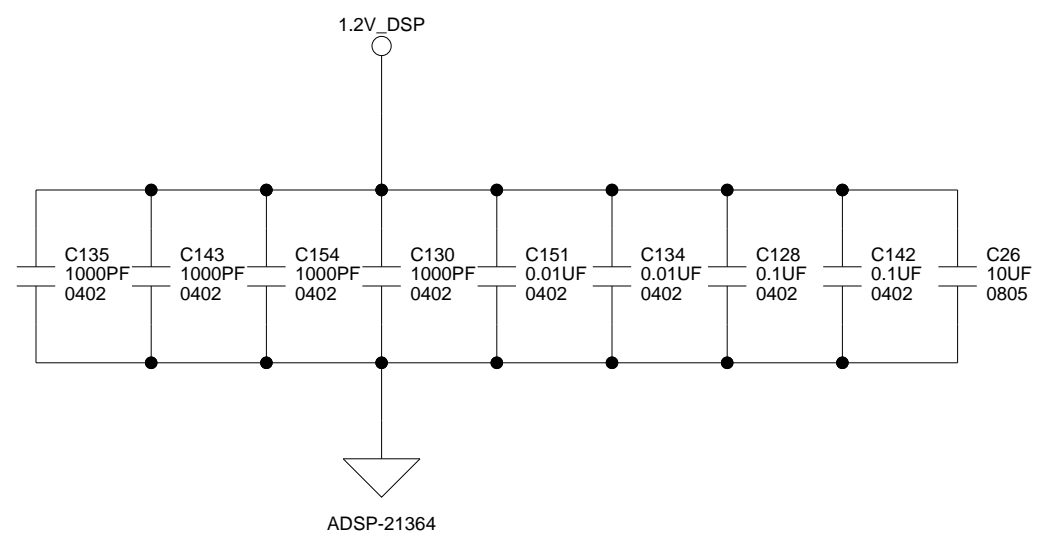 1.2V_DSP
C135
1000PF
0402
C143
1000PF
0402
C154
1000PF
0402
C130
1000PF
0402
C151
0.01UF
0402
C134
0.01UF
0402
C128
0.1UF
0402
C142
0.1UF
0402
C26
10UF
0805
ADSP-21364